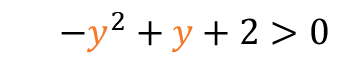 −y² + y + 2 > 0